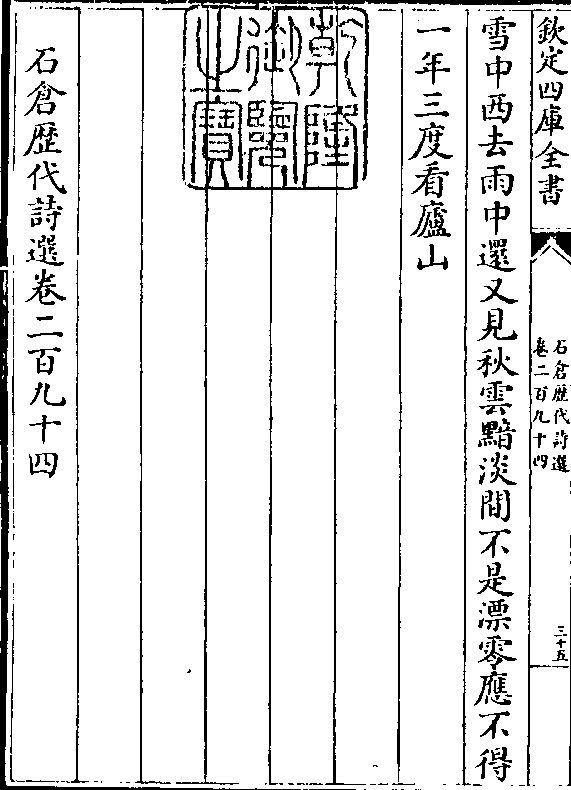 欽定四庫全書
石倉歴代詩選
卷二百九十四
三十五
雪中西去雨中還又見秋雲黯淡間不是漂零應不得
一年三度看廬山
乾隆
御覽
之寶
石倉歴代詩選卷二百九十四